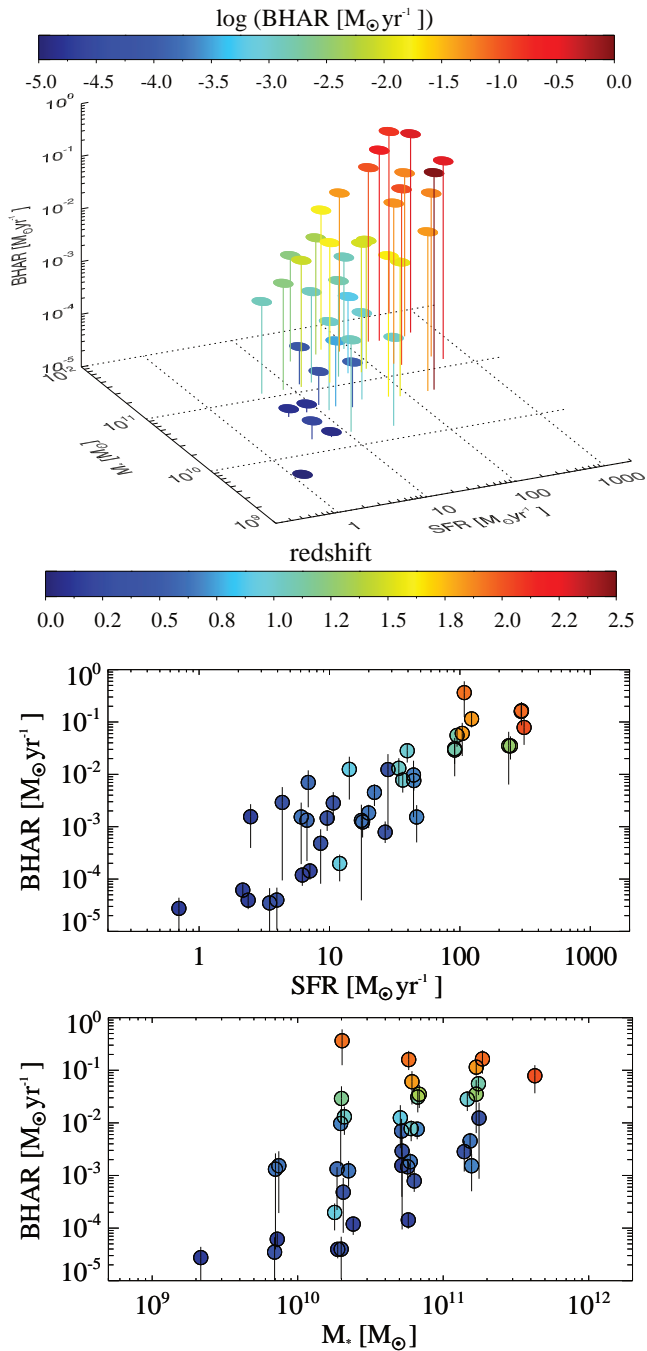 log (BHAR [M⊙yr⁻¹ ])
-5.0 -4.5 -4.0 -3.5 -3.0 -2.5 -2.0 -1.5 -1.0 -0.5 0.0
10⁰
10⁻¹
10⁻²
10⁻³
10⁻⁴
10⁻⁵
BHAR [M⊙yr⁻¹]
10¹²
10¹¹
10¹⁰
10⁹
M* [M⊙]
1 10 100 1000
SFR [M⊙yr⁻¹]
redshift
0.0 0.2 0.5 0.8 1.0 1.2 1.5 1.8 2.0 2.2 2.5
10⁰
10⁻¹
10⁻²
10⁻³
10⁻⁴
10⁻⁵
BHAR [M⊙yr⁻¹ ]
1 10 100 1000
SFR [M⊙yr⁻¹ ]
10⁰
10⁻¹
10⁻²
10⁻³
10⁻⁴
10⁻⁵
BHAR [M⊙yr⁻¹ ]
10⁹ 10¹⁰ 10¹¹ 10¹²
M* [M⊙]